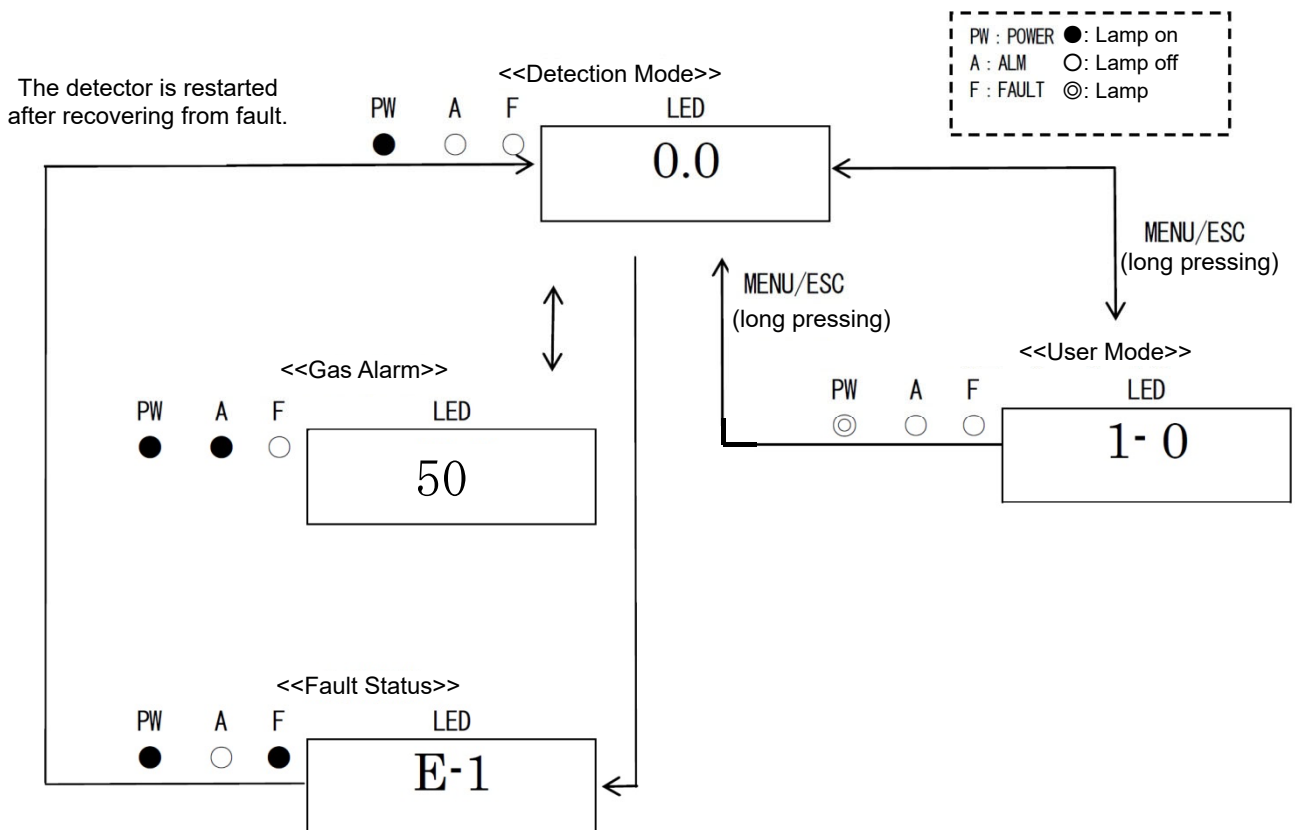 PW : POWER ●: Lamp on
A : ALM ○: Lamp off
F : FAULT ◎: Lamp
The detector is restarted
after recovering from fault.
<<Detection Mode>>
PW A F LED
0.0
MENU/ESC
(long pressing)
MENU/ESC
(long pressing)
<<User Mode>>
PW A F LED
1- 0
<<Gas Alarm>>
PW A F LED
50
<<Fault Status>>
PW A F LED
E-1